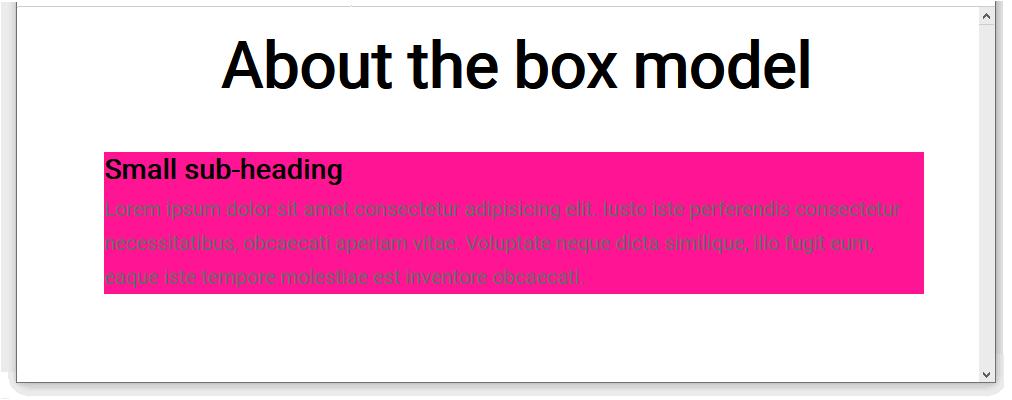 About the box model
Small sub-heading
Lorem ipsum dolor sit amet consectetur adipisicing elit. Iusto iste perferendis consectetur
necessitatibus, obcaecati aperiam vitae. Voluptate neque dicta similique, illo fugit eum,
eaque iste tempore molestiae est inventore obcaecati.